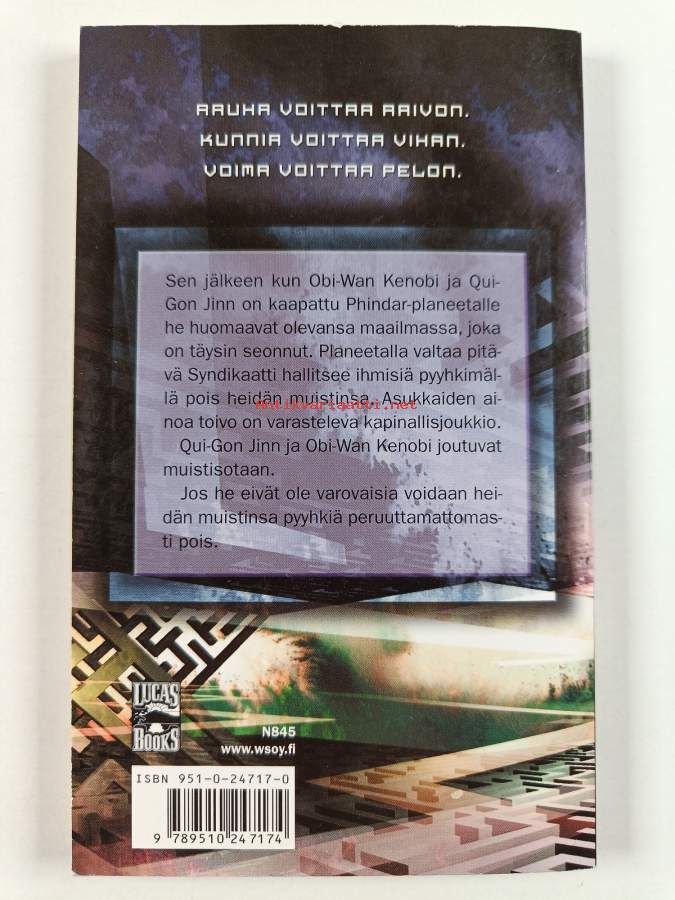 RAUHA VOITTAA RAIVON.
KUNNIA VOITTAA VIHAN.
VOIMA VOITTAA PELON.
Sen jälkeen kun Obi-Wan Kenobi ja Qui-
Gon Jinn on kaapattu Phindar-planeetalle
he huomaavat olevansa maailmassa, joka
on täysin seonnut. Planeetalla valtaa pitä-
vä Syndikaatti hallitsee ihmisiä pyyhkimäl-
lä pois heidän muistinsa. Asukkaiden ai-
Antikvariaatti.net
noa toivo on varasteleva kapinallisjoukkio.
Qui-Gon Jinn ja Obi-Wan Kenobi joutuvat
muistisotaan.
Jos he eivät ole varovaisia voidaan hei-
dän muistinsa pyyhkiä peruuttamattomas-
ti pois.
LUCAS
BOOKS
N845
www.wsoy.fi
ISBN 951-0-24717-0
9 789510 247174